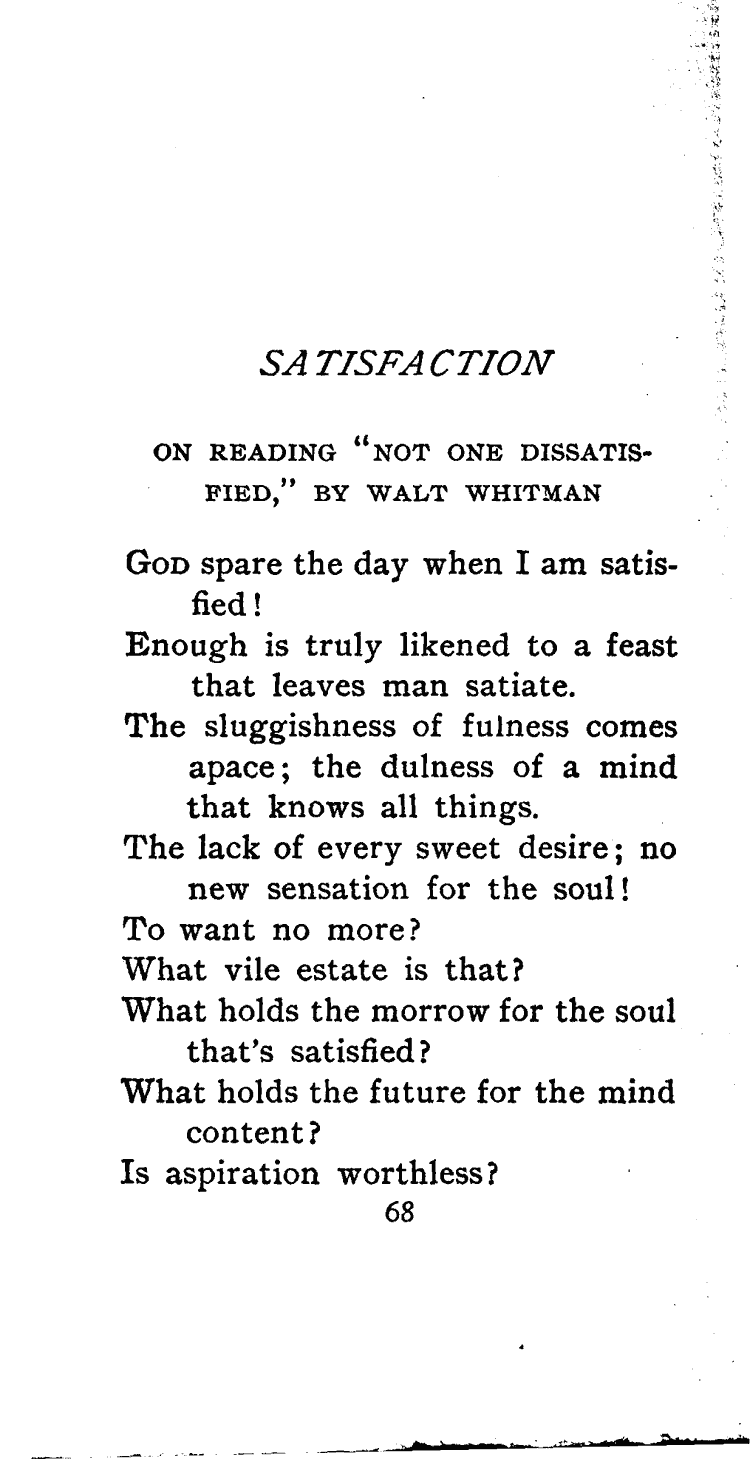 SATISFACTION
ON READING “NOT ONE DISSATIS-
FIED,” BY WALT WHITMAN
GOD spare the day when I am satis-
fied!
Enough is truly likened to a feast
that leaves man satiate.
The sluggishness of fulness comes
apace; the dulness of a mind
that knows all things.
The lack of every sweet desire; no
new sensation for the soul!
To want no more?
What vile estate is that?
What holds the morrow for the soul
that's satisfied?
What holds the future for the mind
content?
Is aspiration worthless?
68